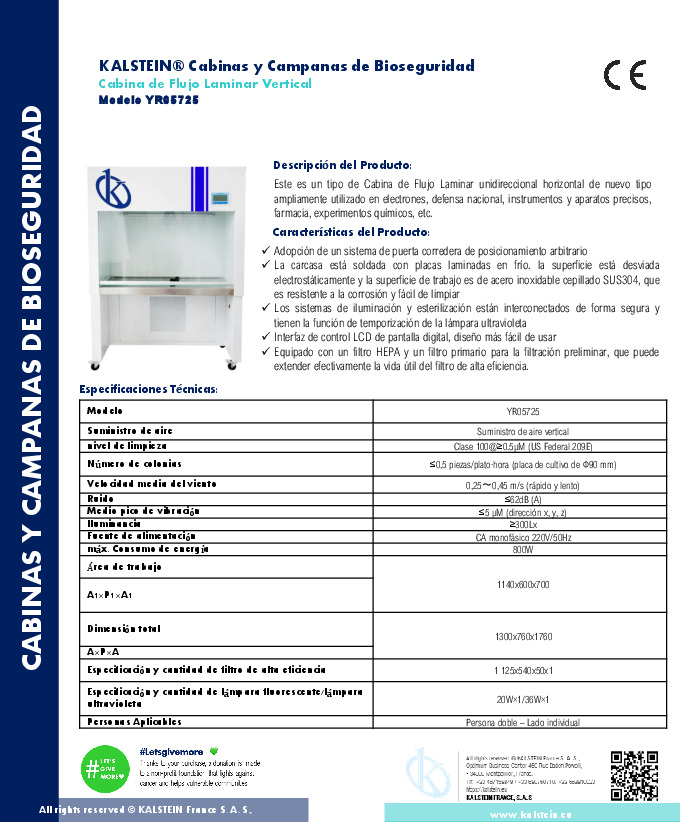 CABINAS Y CAMPANAS DE BIOSEGURIDAD
KALSTEIN® Cabinas y Campanas de Bioseguridad
Cabina de Flujo Laminar Vertical
Modelo YR05725
CE
Descripción del Producto:
Este es un tipo de Cabina de Flujo Laminar unidireccional horizontal de nuevo tipo
ampliamente utilizado en electrones, defensa nacional, instrumentos y aparatos precisos,
farmacia, experimentos químicos, etc.
Características del Producto:
✓ Adopción de un sistema de puerta corredera de posicionamiento arbitrario
✓ La carcasa está soldada con placas laminadas en frío. la superficie está desviada
electrostáticamente y la superficie de trabajo es de acero inoxidable cepillado SUS304, que
es resistente a la corrosión y fácil de limpiar
✓ Los sistemas de iluminación y esterilización están interconectados de forma segura y
tienen la función de temporización de la lámpara ultravioleta
✓ Interfaz de control LCD de pantalla digital, diseño más fácil de usar
✓ Equipado con un filtro HEPA y un filtro primario para la filtración preliminar, que puede
extender efectivamente la vida útil del filtro de alta eficiencia.
Especificaciones Técnicas:
Modelo YR05725
Suministro de aire Suministro de aire vertical
nivel de limpieza Clase 100@≥0.5μM (US Federal 209E)
Número de colonias ≤0,5 piezas/plato·hora (placa de cultivo de Φ90 mm)
Velocidad media del viento 0,25～0,45 m/s (rápido y lento)
Ruido ≤62dB (A)
Medio pico de vibración ≤5 μM (dirección x, y, z)
Iluminancia ≥300Lx
Fuente de alimentación CA monofásico 220V/50Hz
máx. Consumo de energía 800W
Área de trabajo
A1×P1×A1 1140x600x700
Dimensión total
A×P×A 1300x760x1760
Especificación y cantidad de filtro de alta eficiencia 1 125x540x50x1
Especificación y cantidad de lámpara fluorescente/lámpara
ultravioleta 20W×1/36W×1
Personas Aplicables Persona doble – Lado individual
#LET'S
GIVE
MORE
#Letsgivemore
Thanks to your purchase, a donation is made
to a non-profit foundation that fights against
cancer and helps vulnerable communities
All rights reserved © KALSTEIN France S. A. S.,
https://kalstein.eu
KALSTEIN FRANCE, S.A.S
All rights reserved © KALSTEIN France S. A. S.,
www.kalstein.eu